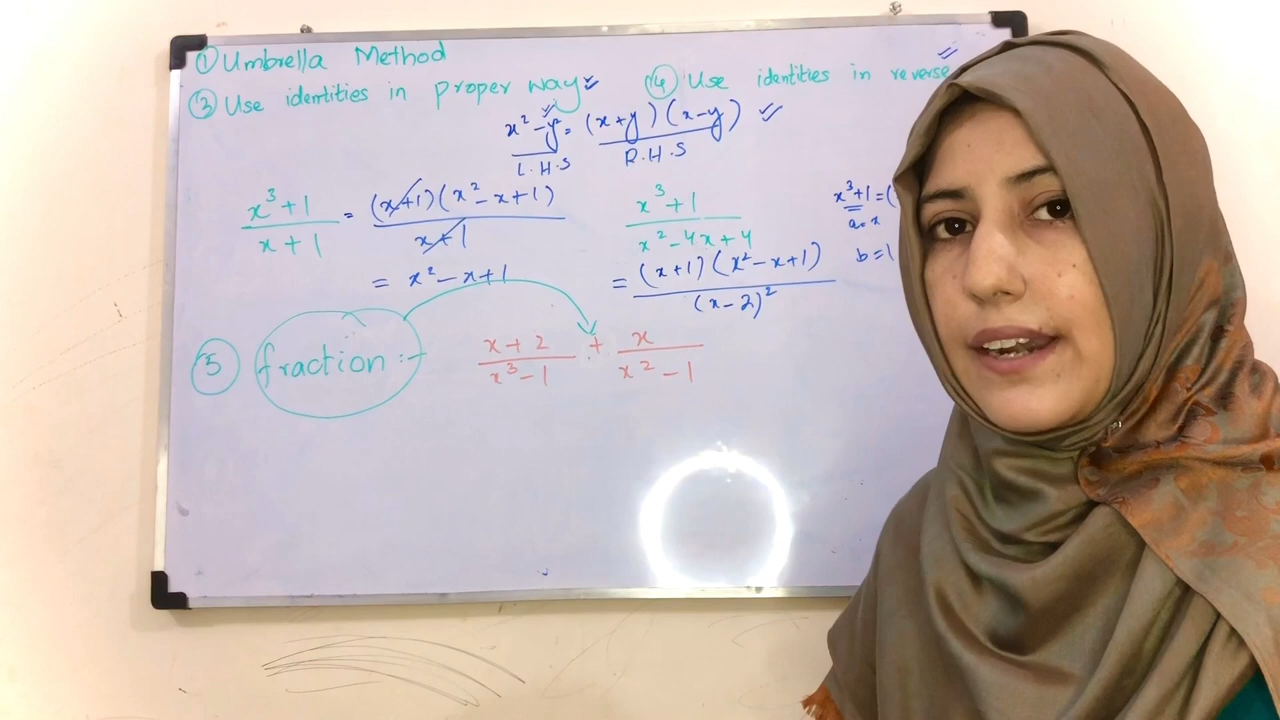 ① Umbrella Method
③ Use identities in proper way ④ Use identities in reverse
x² - y² = (x+y)(x-y)
L.H.S R.H.S
x³+1 / x+1 = (x+1)(x²-x+1) / x+1
= x²-x+1
x³+1 / x²-4x+4
= (x+1)(x²-x+1) / (x-2)²
x³+1 = (
a = x
b = 1
⑤ fraction :- x+2 / x³-1 + x / x²-1